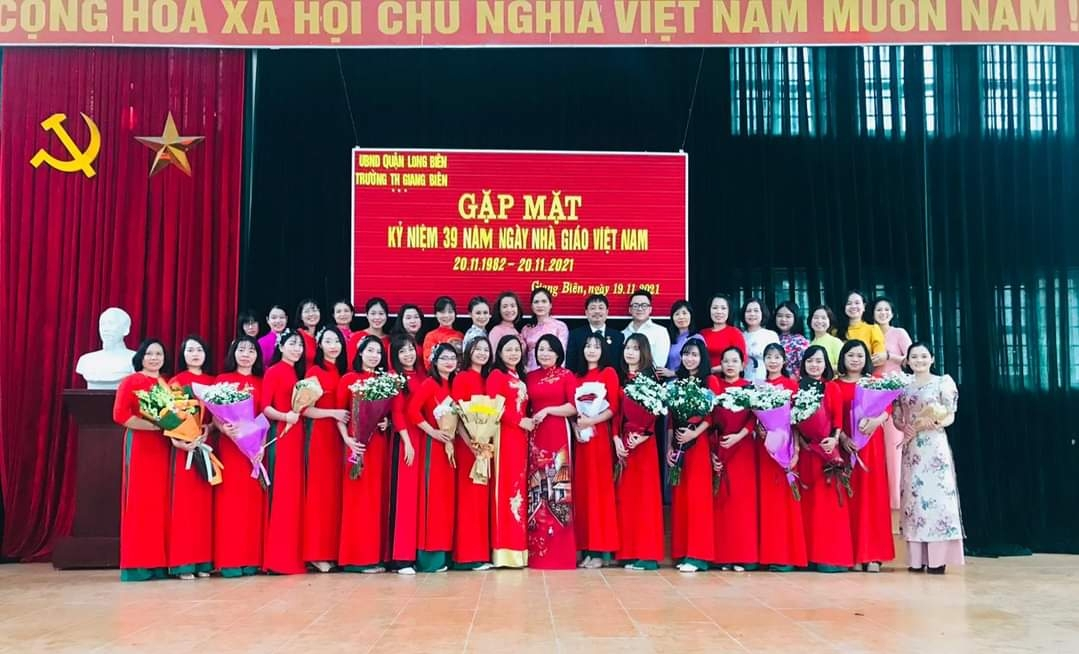 CỘNG HÒA XÃ HỘI CHỦ NGHĨA VIỆT NAM MUÔN NĂM !
UBND QUẬN LONG BIÊN
TRƯỜNG TH GIANG BIÊN
GẶP MẶT
KỶ NIỆM 39 NĂM NGÀY NHÀ GIÁO VIỆT NAM
20.11.1982 - 20.11.2021
Giang Biên, ngày 19.11.2021